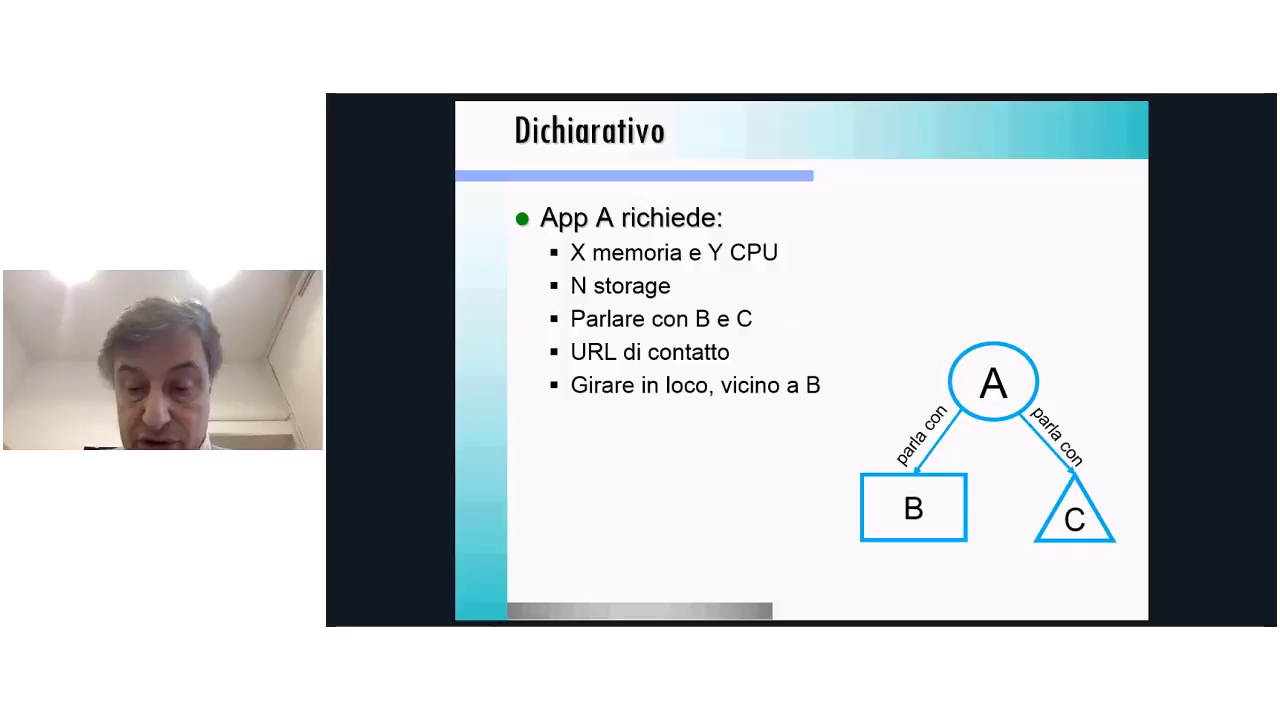 Dichiarativo
App A richiede:
X memoria e Y CPU
N storage
Parlare con B e C
URL di contatto
Girare in loco, vicino a B
A
parla con
parla con
B
C